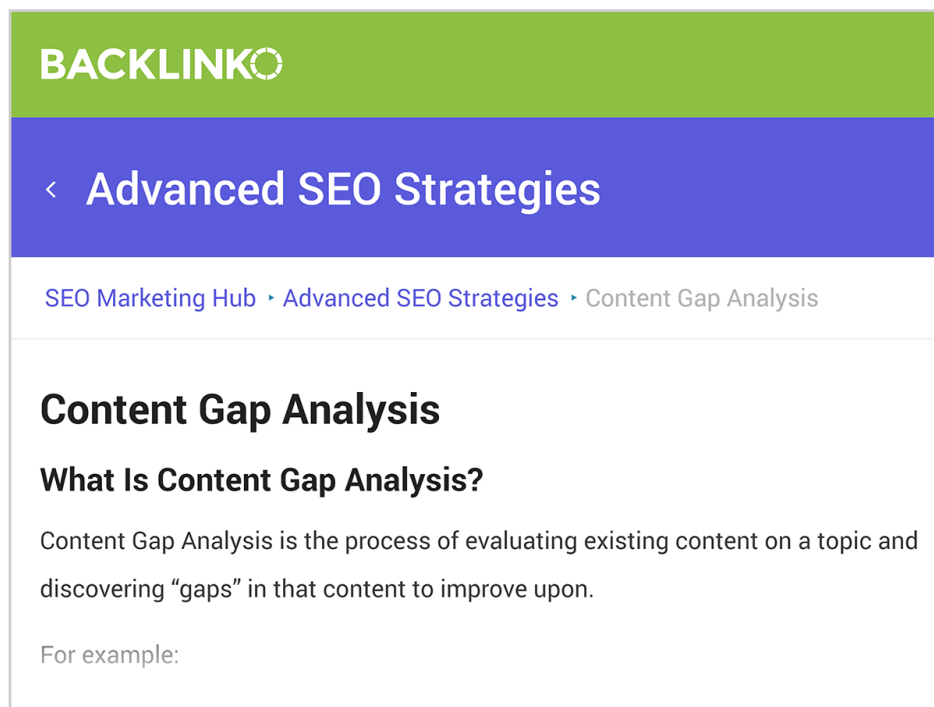 BACKLINKO
‹ Advanced SEO Strategies
SEO Marketing Hub ‣ Advanced SEO Strategies ‣ Content Gap Analysis
Content Gap Analysis
What Is Content Gap Analysis?
Content Gap Analysis is the process of evaluating existing content on a topic and
discovering “gaps” in that content to improve upon.
For example: